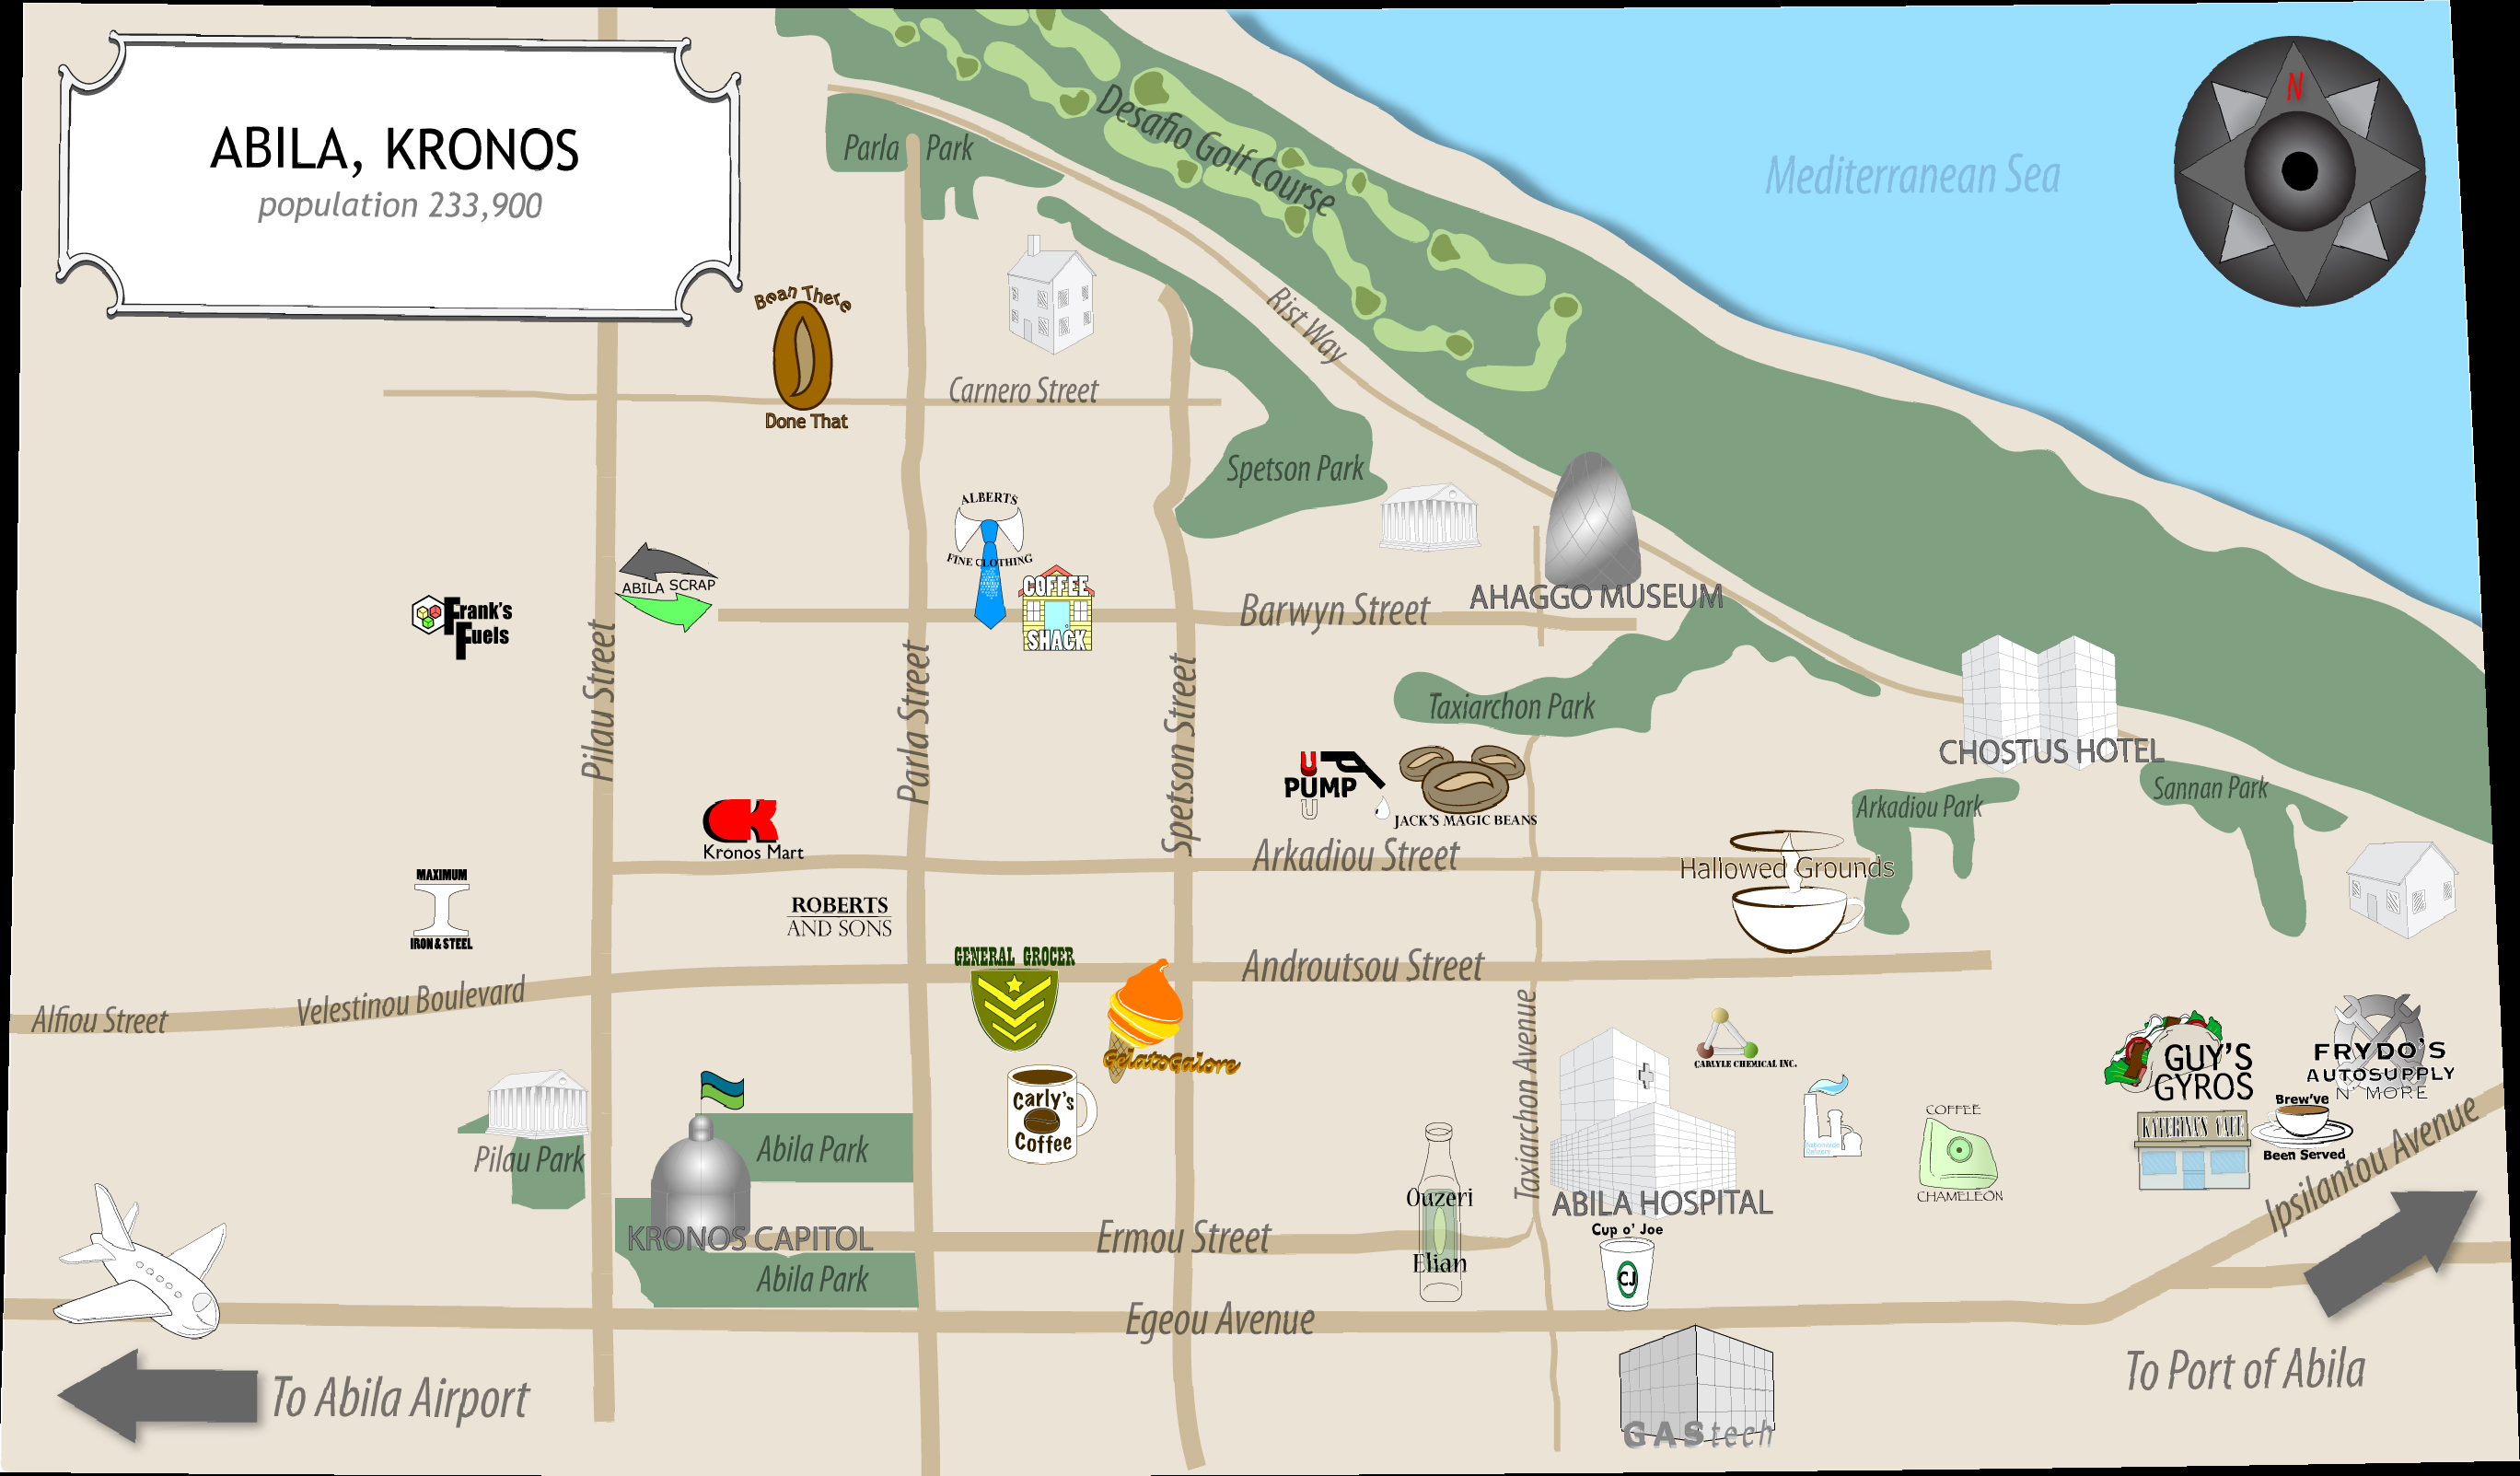 ABILA, KRONOS
population 233,900
N
Mediterranean Sea
Desafio Golf Course
Parla Park
Rist Way
Bean There
Done That
Carnero Street
Spetson Park
ALBERTS
FINE CLOTHING
COFFEE
SHACK
ABILA SCRAP
Frank's
Fuels
Barwyn Street
AHAGGO MUSEUM
Pilau Street
Parla Street
Spetson Street
Taxiarchon Park
CHOSTUS HOTEL
U
PUMP
U
JACK'S MAGIC BEANS
Arkadiou Park
Sannan Park
K
Kronos Mart
Arkadiou Street
Hallowed Grounds
MAXIMUM
IRON & STEEL
ROBERTS
AND SONS
GENERAL GROCER
Androutsou Street
Alfiou Street
Velestinou Boulevard
GelatoGalore
Taxiarchon Avenue
CARLYLE CHEMICAL INC.
GUY'S
GYROS
FRYDO'S
AUTOSUPPLY
N' MORE
Carly's
Coffee
Nationwide
Refinery
COFFEE
CHAMELEON
KATERINA'S CAFE
Brew've
Been Served
Pilau Park
Abila Park
Ouzeri
Elian
ABILA HOSPITAL
Ipsilantou Avenue
KRONOS CAPITOL
Ermou Street
Cup o' Joe
CJ
Abila Park
Egeou Avenue
To Abila Airport
To Port of Abila
GAStech